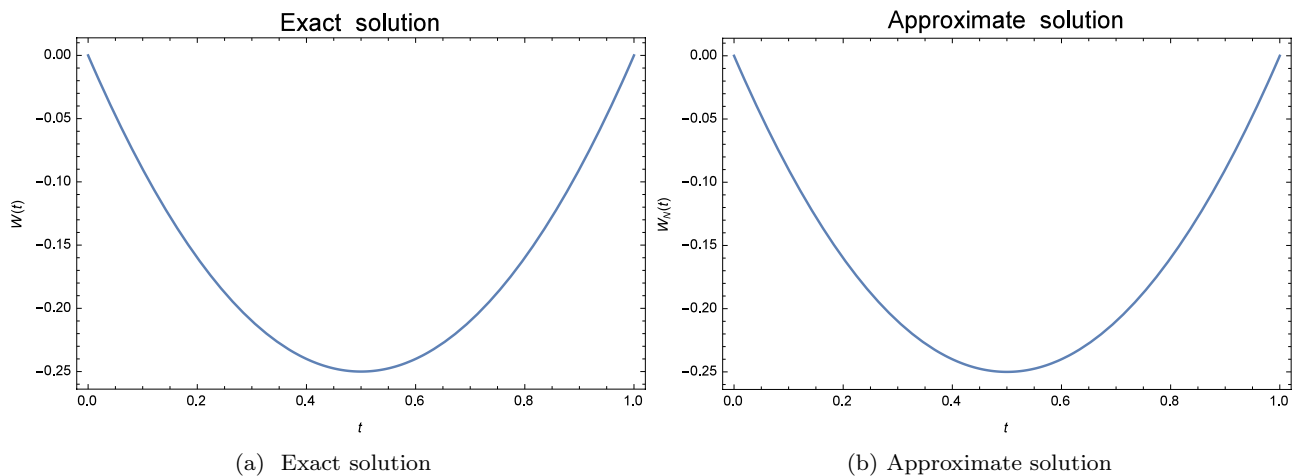 Exact solution
0.00
−0.05
−0.10
−0.15
−0.20
−0.25
W(t)
0.0 0.2 0.4 0.6 0.8 1.0
t
(a) Exact solution
Approximate solution
0.00
−0.05
−0.10
−0.15
−0.20
−0.25
W_N(t)
0.0 0.2 0.4 0.6 0.8 1.0
t
(b) Approximate solution